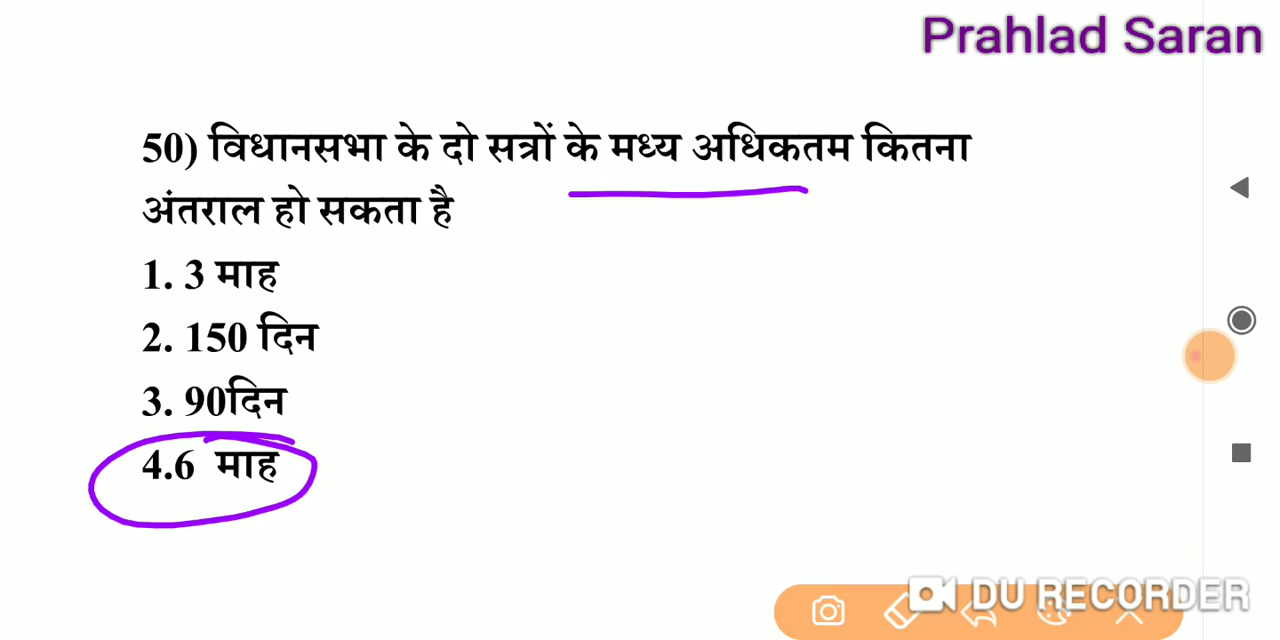 Prahlad Saran
50) विधानसभा के दो सत्रों के मध्य अधिकतम कितना
अंतराल हो सकता है
1. 3 माह
2. 150 दिन
3. 90दिन
4.6 माह
DU RECORDER